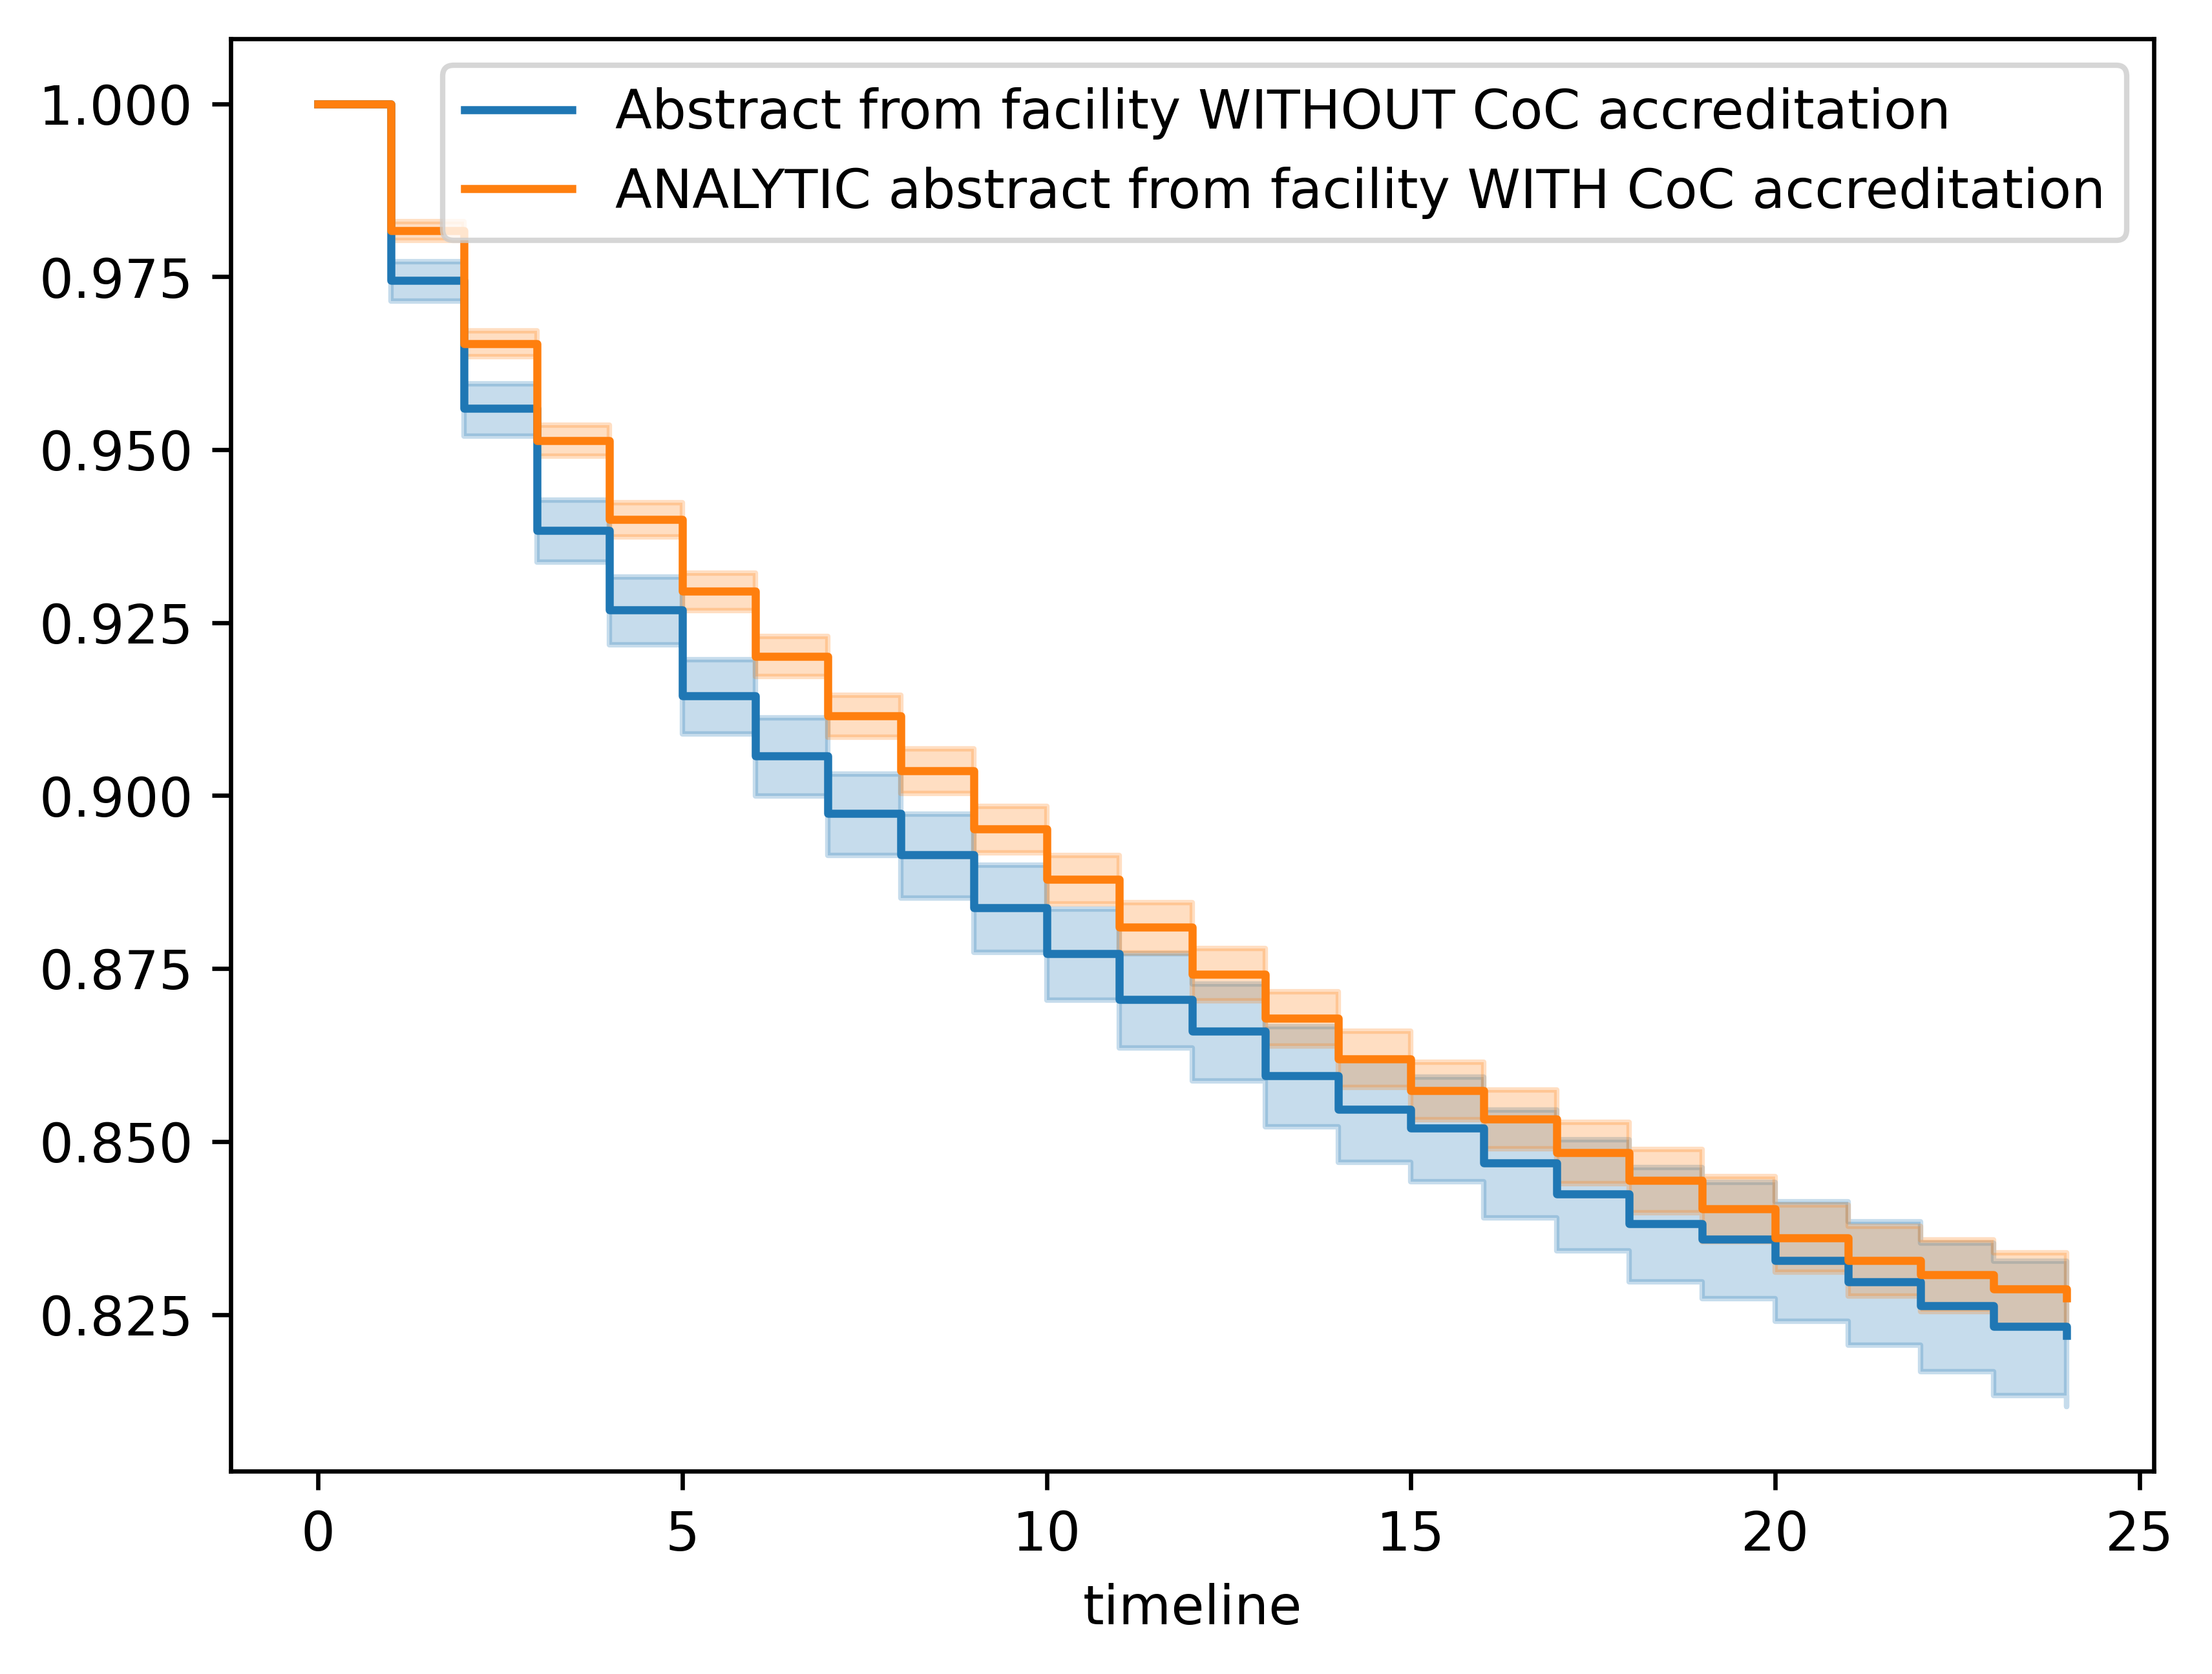 Abstract from facility WITHOUT CoC accreditation
ANALYTIC abstract from facility WITH CoC accreditation
1.000
0.975
0.950
0.925
0.900
0.875
0.850
0.825
0 5 10 15 20 25
timeline